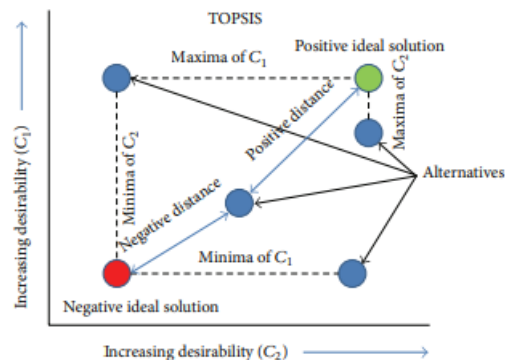 TOPSIS
Positive ideal solution
Maxima of C1
Maxima of C2
Positive distance
Minima of C2
Alternatives
Negative distance
Minima of C1
Negative ideal solution
Increasing desirability (C1)
Increasing desirability (C2)